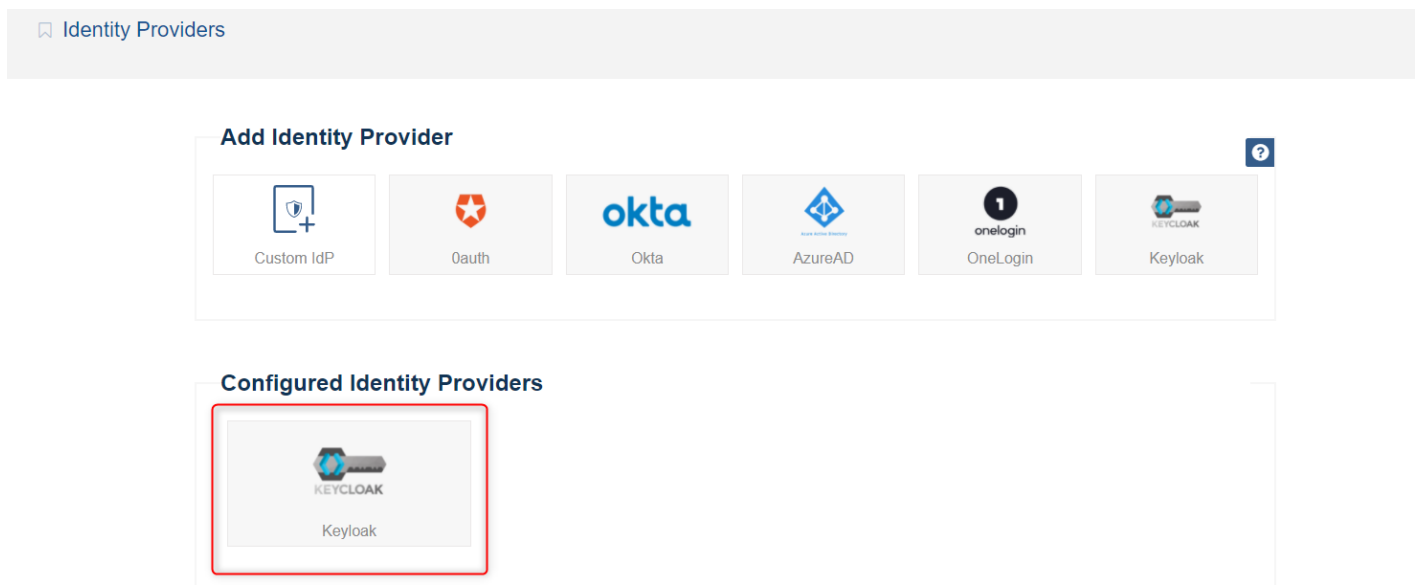 Identity Providers
Add Identity Provider
?
okta
1
onelogin
KEYCLOAK
Custom IdP
0auth
Okta
AzureAD
OneLogin
Keyloak
Configured Identity Providers
KEYCLOAK
Keyloak